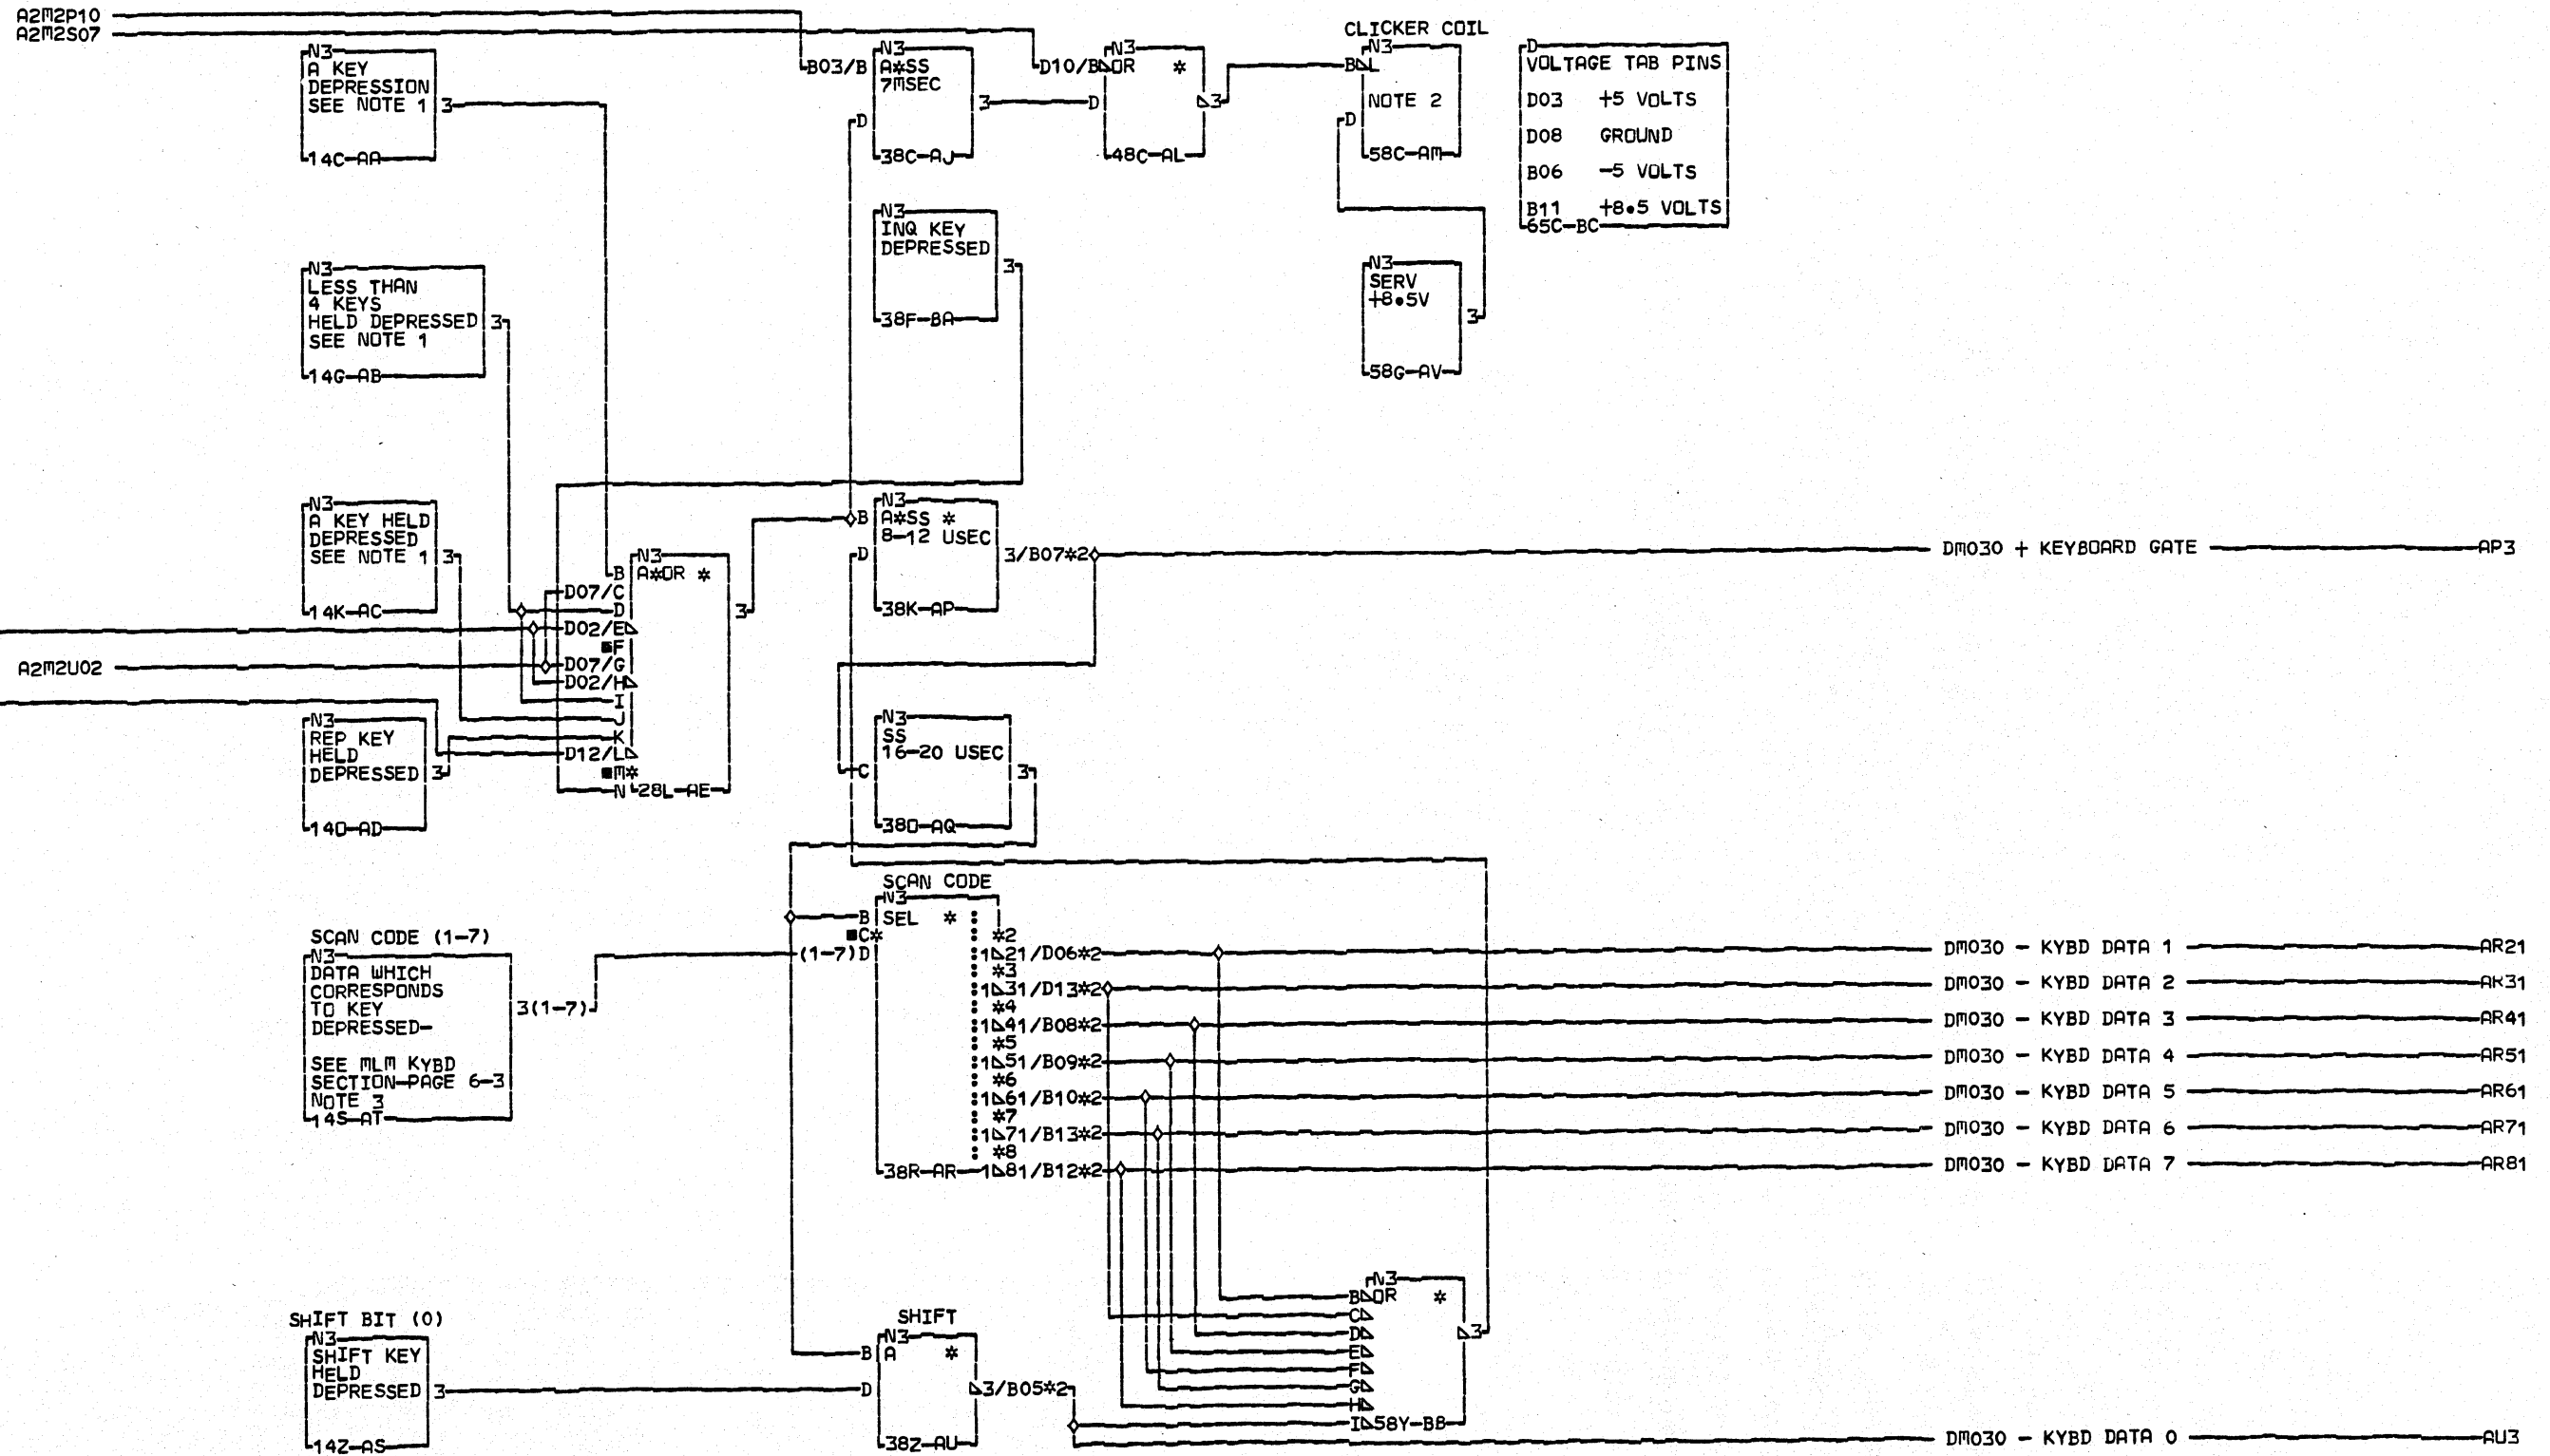 A2M2P10
A2M2S07
N3
A KEY
DEPRESSION
SEE NOTE 1 3
14C-AA
B03/B
N3
A*SS
7MSEC
3
D
38C-AJ
D10/B
N3
OR *
D
3
48C-AL
CLICKER COIL
N3
B L
NOTE 2
D
58C-AM
D
VOLTAGE TAB PINS
D03 +5 VOLTS
D08 GROUND
B06 -5 VOLTS
B11 +8.5 VOLTS
65C-BC
N3
INQ KEY
DEPRESSED
3
38F-BA
N3
LESS THAN
4 KEYS
HELD DEPRESSED 3
SEE NOTE 1
14G-AB
N3
SERV
+8.5V
3
58G-AV
N3
A KEY HELD
DEPRESSED
SEE NOTE 1 3
14K-AC
A2M2U02
N3
REP KEY
HELD
DEPRESSED 3
14O-AD
N3
A*OR *
B
D07/C
D
D02/E
F
D07/G
D02/H
I
J
K
D12/L
M*
N
3
28L-AE
N3
B A*SS *
8-12 USEC
D
3/B07*2
38K-AP
DM030 + KEYBOARD GATE AP3
N3
SS
16-20 USEC
C 3
38O-AQ
SCAN CODE (1-7)
N3
DATA WHICH
CORRESPONDS
TO KEY 3(1-7)
DEPRESSED-
SEE MLM KYBD
SECTION-PAGE 6-3
NOTE 3
14S-AT
SCAN CODE
N3
B SEL *
C* *2
(1-7)D 1 21/D06*2 DM030 - KYBD DATA 1 AR21
*3
1 31/D13*2 DM030 - KYBD DATA 2 AR31
*4
1 41/B08*2 DM030 - KYBD DATA 3 AR41
*5
1 51/B09*2 DM030 - KYBD DATA 4 AR51
*6
1 61/B10*2 DM030 - KYBD DATA 5 AR61
*7
1 71/B13*2 DM030 - KYBD DATA 6 AR71
*8
38R-AR 1 81/B12*2 DM030 - KYBD DATA 7 AR81
SHIFT BIT (0)
N3
SHIFT KEY
HELD
DEPRESSED 3
14Z-AS
SHIFT
N3
B A *
D 3/B05*2
38Z-AU
N3
B OR *
C
D 3
E
F
G
H
I 58Y-BB
DM030 - KYBD DATA 0 AU3